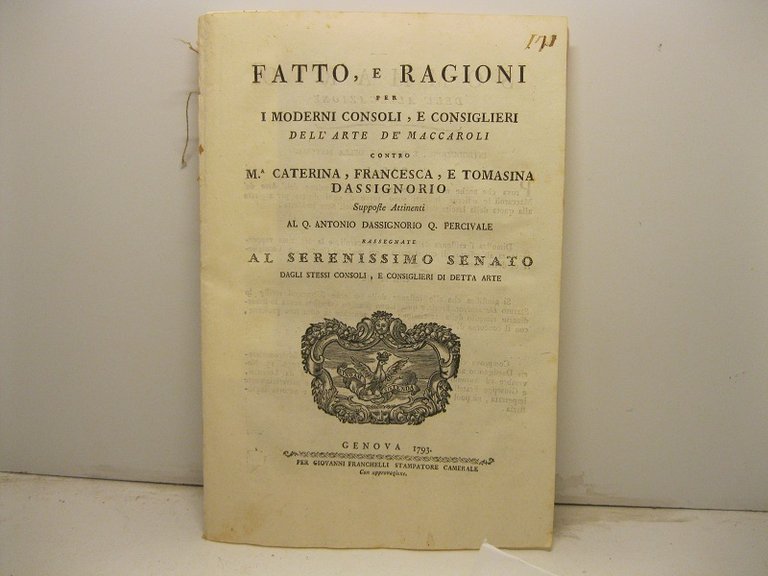 171
FATTO, E RAGIONI
PER
I MODERNI CONSOLI, E CONSIGLIERI
DELL'ARTE DE' MACCAROLI
CONTRO
M.ᴬ CATERINA, FRANCESCA, E TOMASINA
DASSIGNORIO
Supposte Attinenti
AL Q. ANTONIO DASSIGNORIO Q. PERCIVALE
RASSEGNATE
AL SERENISSIMO SENATO
DAGLI STESSI CONSOLI, E CONSIGLIERI DI DETTA ARTE
GENOVA 1793.
PER GIOVANNI FRANCHELLI STAMPATORE CAMERALE
Con approvazione.